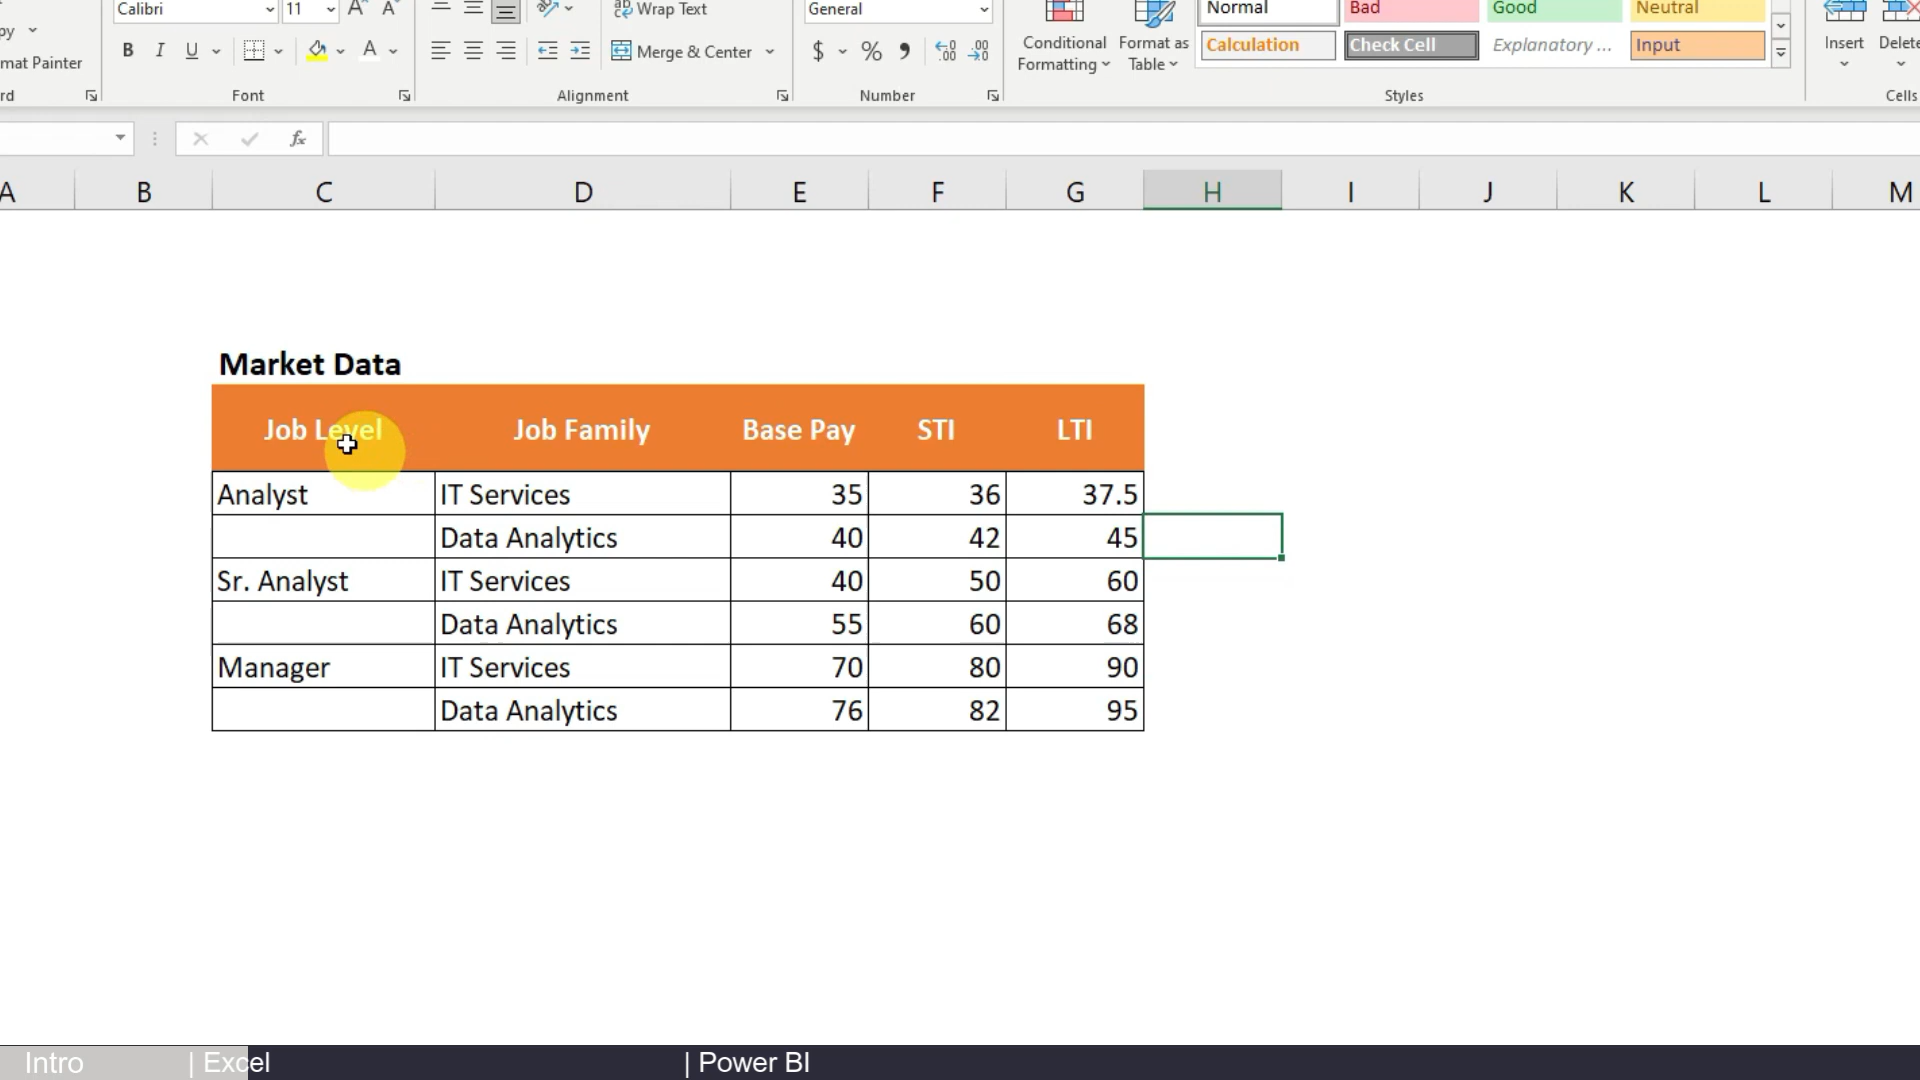 Calibri 11 A A Wrap Text General Normal Bad Good Neutral
py B I U A Merge & Center $ % Conditional Formatting Format as Table Calculation Check Cell Explanatory ... Input Insert Delete
mat Painter
rd Font Alignment Number Styles Cells
fx
A B C D E F G H I J K L M
Market Data
Job Level Job Family Base Pay STI LTI
Analyst IT Services 35 36 37.5
Data Analytics 40 42 45
Sr. Analyst IT Services 40 50 60
Data Analytics 55 60 68
Manager IT Services 70 80 90
Data Analytics 76 82 95
Intro | Excel | Power BI